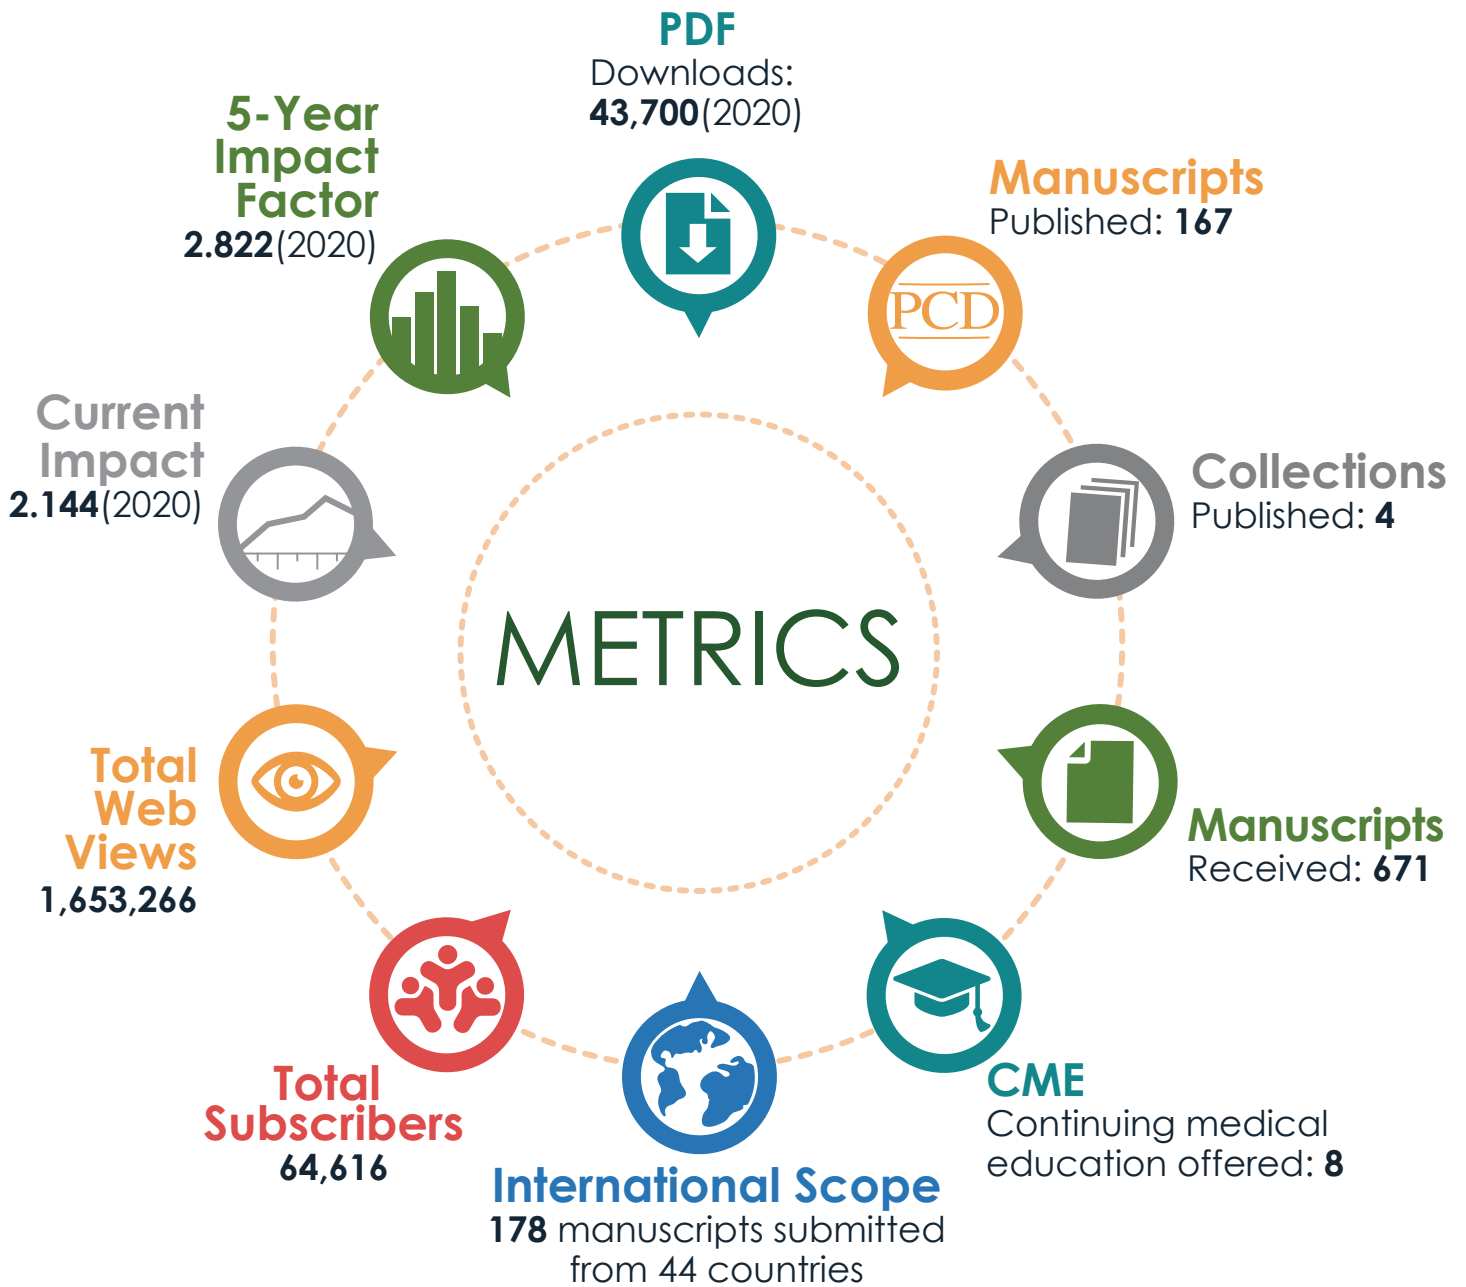 PDF
Downloads:
43,700(2020)
Manuscripts
Published: 167
PCD
Collections
Published: 4
Manuscripts
Received: 671
CME
Continuing medical
education offered: 8
International Scope
178 manuscripts submitted
from 44 countries
Total
Subscribers
64,616
Total
Web
Views
1,653,266
Current
Impact
2.144(2020)
5-Year
Impact
Factor
2.822(2020)
METRICS